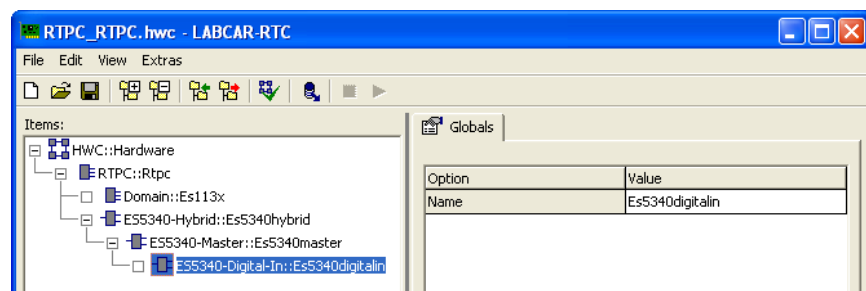 RTPC_RTPC.hwc - LABCAR-RTC
File Edit View Extras
Items:
HWC::Hardware
RTPC::Rtpc
Domain::Es113x
ES5340-Hybrid::Es5340hybrid
ES5340-Master::Es5340master
ES5340-Digital-In::Es5340digitalin
Globals
Option Value
Name Es5340digitalin